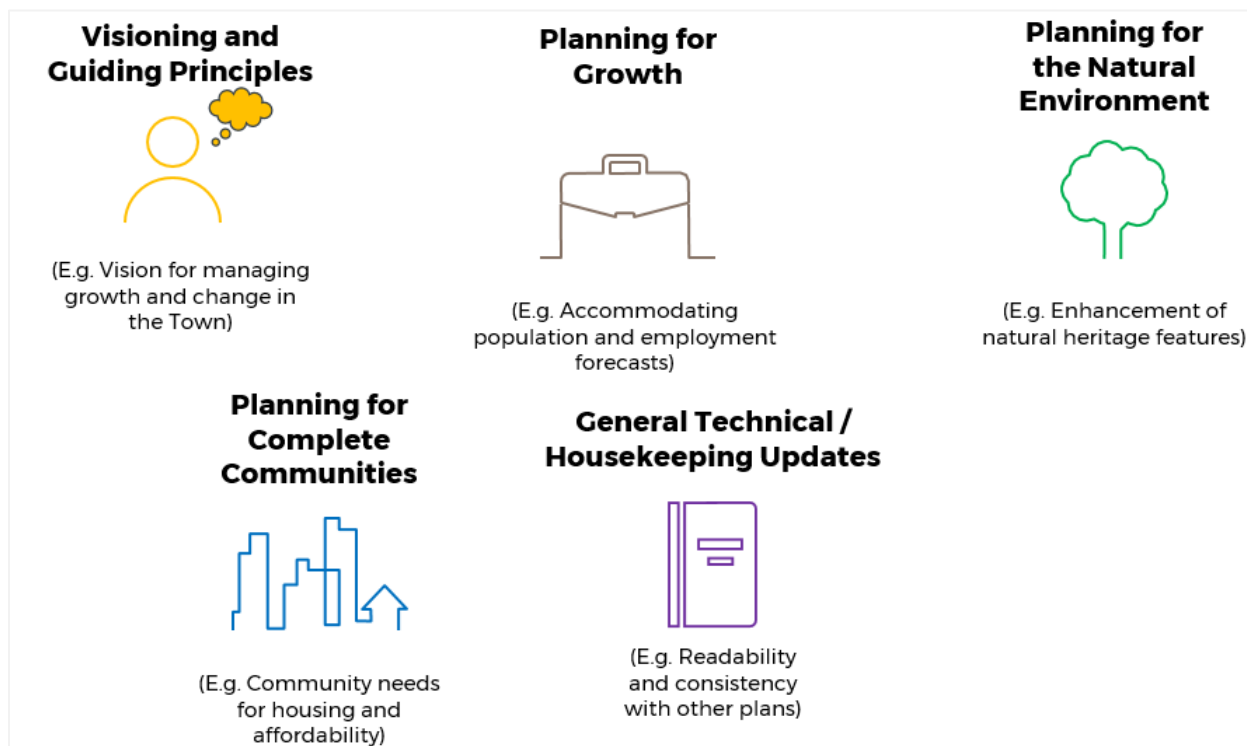 Visioning and
Guiding Principles
(E.g. Vision for managing
growth and change in
the Town)
Planning for
Growth
(E.g. Accommodating
population and employment
forecasts)
Planning for
the Natural
Environment
(E.g. Enhancement of
natural heritage features)
Planning for
Complete
Communities
(E.g. Community needs
for housing and
affordability)
General Technical /
Housekeeping Updates
(E.g. Readability
and consistency
with other plans)